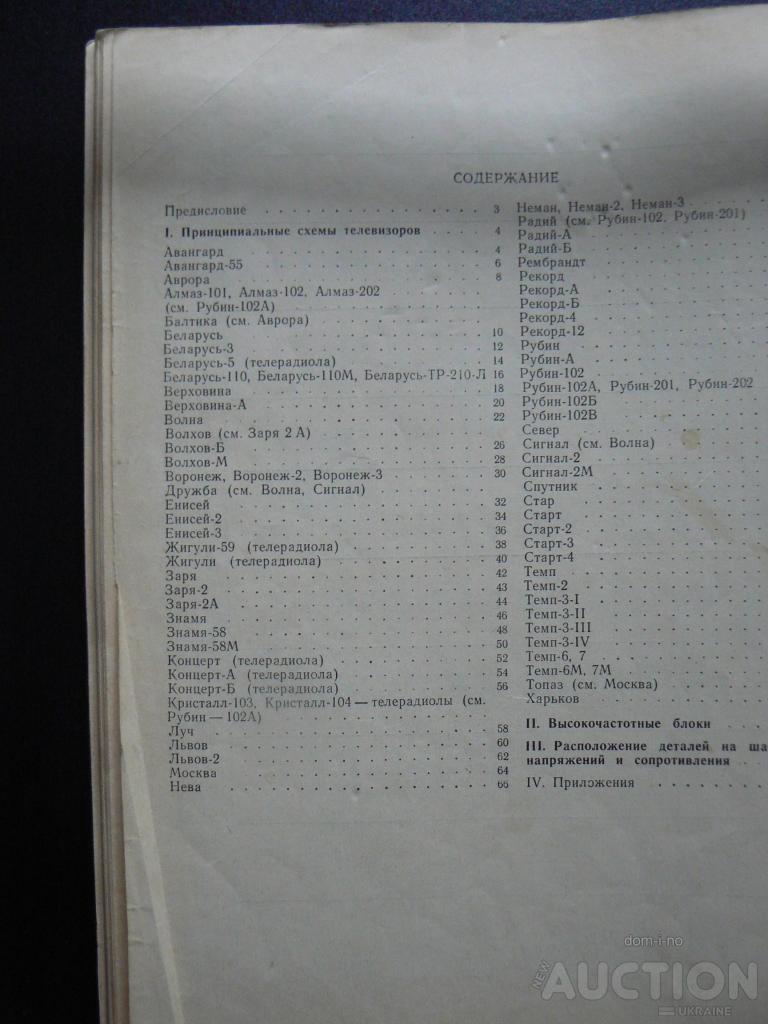 СОДЕРЖАНИЕ
Предисловие 3
I. Принципиальные схемы телевизоров 4
Авангард 4
Авангард-55 6
Аврора 8
Алмаз-101, Алмаз-102, Алмаз-202
(см. Рубин-102А)
Балтика (см. Аврора)
Беларусь 10
Беларусь-3 12
Беларусь-5 (телерадиола) 14
Беларусь-110, Беларусь-110М, Беларусь-ТР-210-Л 16
Верховина 18
Верховина-А 20
Волна 22
Волхов (см. Заря 2 А)
Волхов-Б 26
Волхов-М 28
Воронеж, Воронеж-2, Воронеж-3 30
Дружба (см. Волна, Сигнал)
Енисей 32
Енисей-2 34
Енисей-3 36
Жигули-59 (телерадиола) 38
Жигули (телерадиола) 40
Заря 42
Заря-2 43
Заря-2А 44
Знамя 46
Знамя-58 48
Знамя-58М 50
Концерт (телерадиола) 52
Концерт-А (телерадиола) 54
Концерт-Б (телерадиола) 56
Кристалл-103, Кристалл-104 — телерадиолы (см.
Рубин — 102А)
Луч 58
Львов 60
Львов-2 62
Москва 64
Нева 66
Неман, Неман-2, Неман-3
Радий (см. Рубин-102, Рубин-201)
Радий-А
Радий-Б
Рембрандт
Рекорд
Рекорд-А
Рекорд-Б
Рекорд-4
Рекорд-12
Рубин
Рубин-А
Рубин-102
Рубин-102А, Рубин-201, Рубин-202
Рубин-102Б
Рубин-102В
Север
Сигнал (см. Волна)
Сигнал-2
Сигнал-2М
Спутник
Стар
Старт
Старт-2
Старт-3
Старт-4
Темп
Темп-2
Темп-3-I
Темп-3-II
Темп-3-III
Темп-3-IV
Темп-6, 7
Темп-6М, 7М
Топаз (см. Москва)
Харьков
II. Высокочастотные блоки
III. Расположение деталей на ша
напряжений и сопротивления
IV. Приложения
dom-i-no
NEW AUCTION
UKRAINE